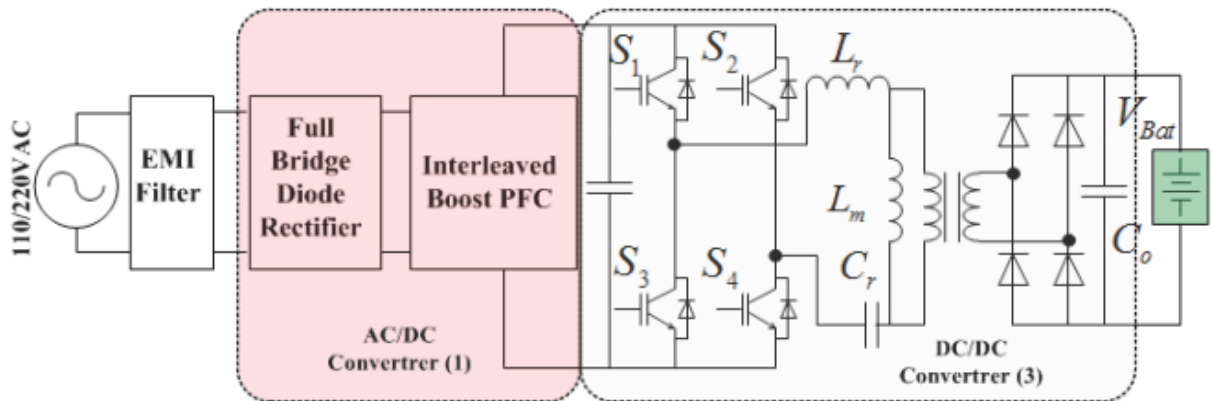 110/220VAC
EMI
Filter
Full
Bridge
Diode
Rectifier
Interleaved
Boost PFC
AC/DC
Convertrer (1)
S1
S2
S3
S4
Lr
Lm
Cr
VBat
Co
DC/DC
Convertrer (3)